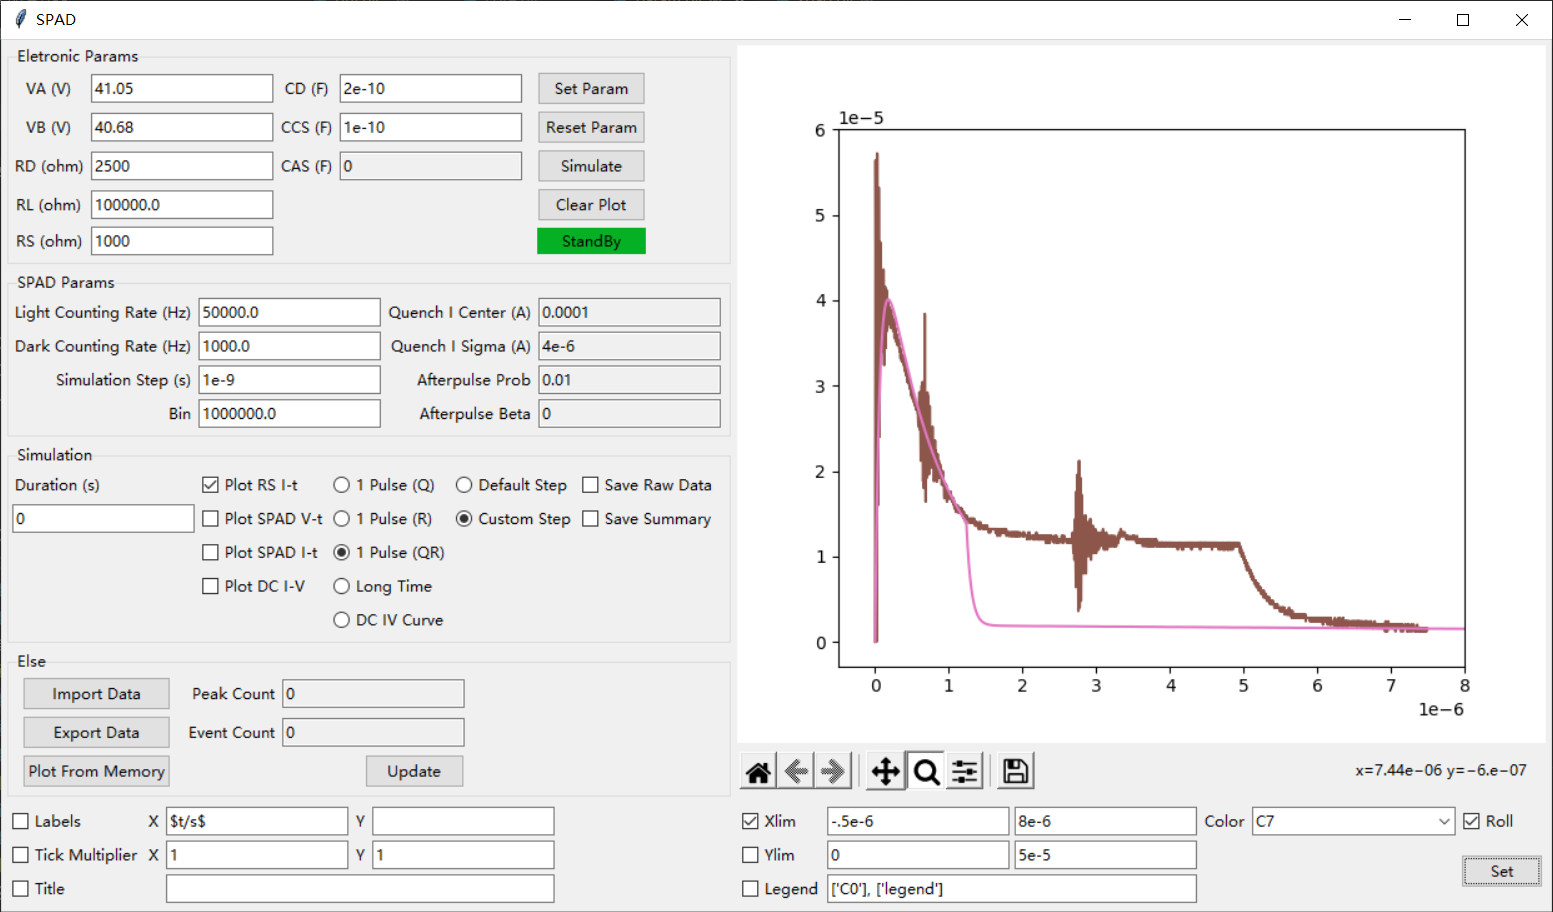 SPAD
Eletronic Params
VA (V) 41.05 CD (F) 2e-10 Set Param
VB (V) 40.68 CCS (F) 1e-10 Reset Param
RD (ohm) 2500 CAS (F) 0 Simulate
RL (ohm) 100000.0 Clear Plot
RS (ohm) 1000 StandBy
SPAD Params
Light Counting Rate (Hz) 50000.0 Quench I Center (A) 0.0001
Dark Counting Rate (Hz) 1000.0 Quench I Sigma (A) 4e-6
Simulation Step (s) 1e-9 Afterpulse Prob 0.01
Bin 1000000.0 Afterpulse Beta 0
Simulation
Duration (s) Plot RS I-t 1 Pulse (Q) Default Step Save Raw Data
0 Plot SPAD V-t 1 Pulse (R) Custom Step Save Summary
Plot SPAD I-t 1 Pulse (QR)
Plot DC I-V Long Time
DC IV Curve
Else
Import Data Peak Count 0
Export Data Event Count 0
Plot From Memory Update
Labels X $t/s$ Y
Tick Multiplier X 1 Y 1
Title
1e−5
6
5
4
3
2
1
0
0 1 2 3 4 5 6 7 8
1e−6
x=7.44e−06 y=−6.e−07
Xlim -.5e-6 8e-6 Color C7 Roll
Ylim 0 5e-5
Set
Legend ['C0'], ['legend']